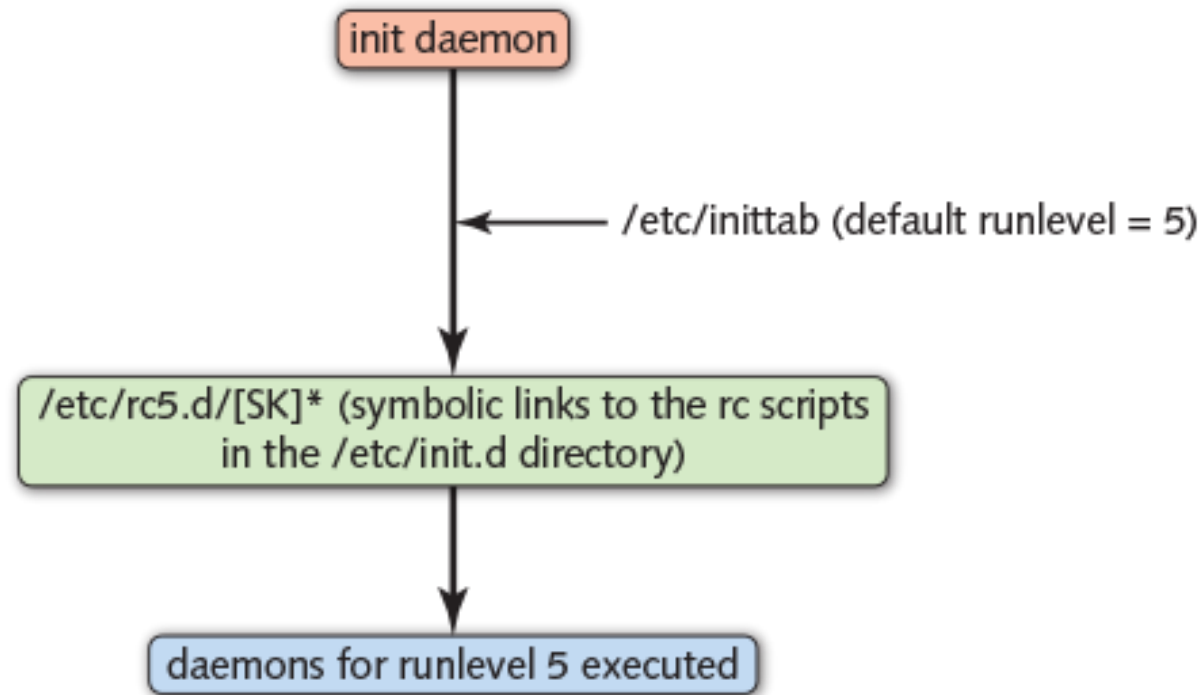 init daemon
/etc/inittab (default runlevel = 5)
/etc/rc5.d/[SK]* (symbolic links to the rc scripts
in the /etc/init.d directory)
daemons for runlevel 5 executed